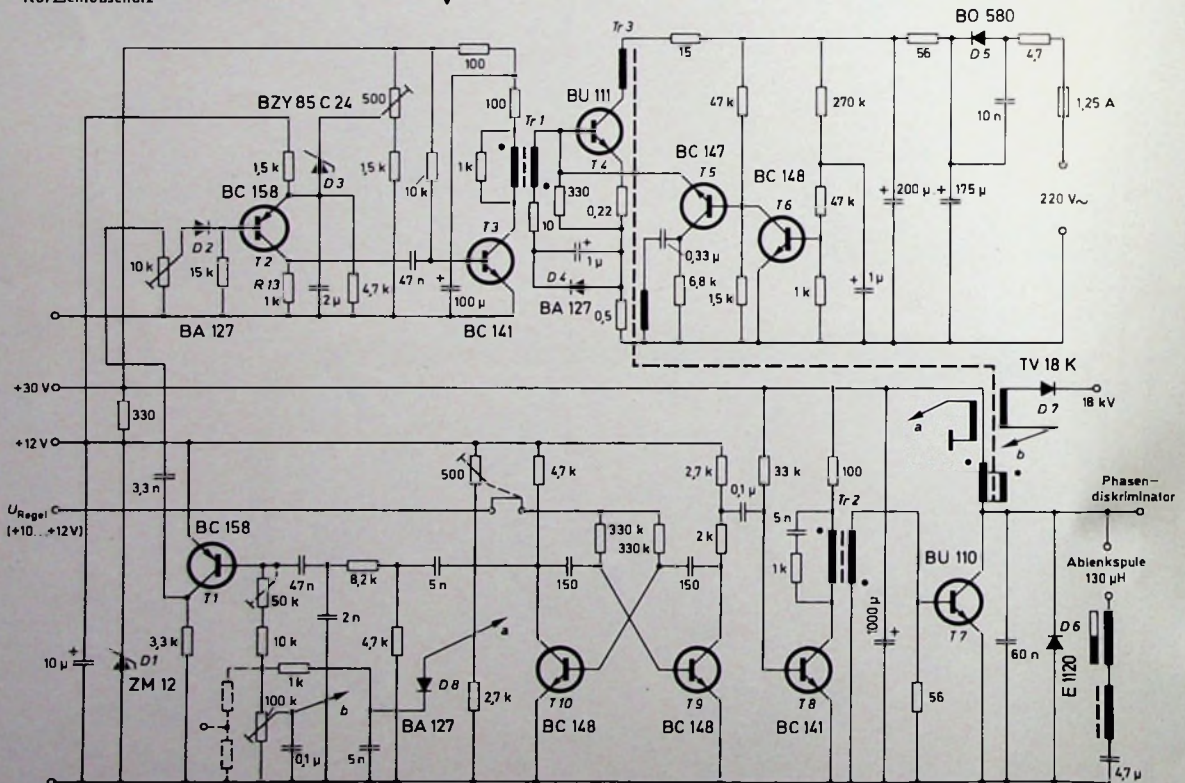 Kurzschlußschutz
Tr 3
BO 580
15
56
D5
4,7
100
BZY 85 C 24
500
100
BU 111
47 k
270 k
10 n
1,25 A
Tr 1
1,5 k
D3
1,5 k
10 k
1 k
T4
BC 147
T5
BC 158
330
0,22
BC 148
T6
47 k
200 µ
175 µ
220 V~
D2
T3
10
10 k
15 k
T2
1 µ
0,33 µ
R13
1 k
2 µ
4,7 k
47 n
100 µ
D4
6,8 k
1,5 k
1 k
1 µ
BA 127
BC 141
BA 127
0,5
TV 18 K
+30 V
D7
18 kV
330
a
b
+12 V
500
4,7 k
2,7 k
33 k
100
3,3 n
0,1 µ
Tr 2
Phasen-
diskriminator
URegel
(+10...+12V)
BC 158
330 k
330 k
2 k
5 n
BU 110
Ablenkspule
130 µH
47 n
8,2 k
5 n
150
150
1 k
T1
50 k
2 n
a
1000 µ
T7
D6
3,3 k
10 k
4,7 k
60 n
E 1120
10 µ
D1
1 k
D8
T10
T9
T8
56
ZM 12
100 k
b
BA 127
2,7 k
BC 148
BC 148
BC 141
0,1 µ
5 n
4,7 µ